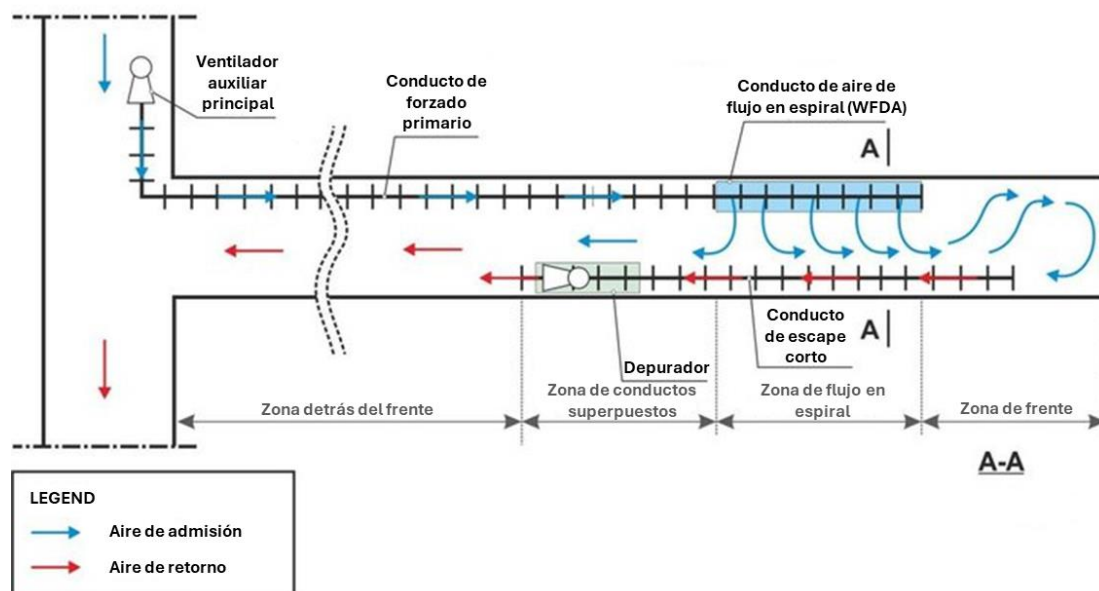 Ventilador
auxiliar
principal
Conducto de
forzado
primario
Conducto de aire de
flujo en espiral (WFDA)
A
A
Conducto
de escape
corto
Depurador
Zona detrás del frente
Zona de conductos
superpuestos
Zona de flujo en
espiral
Zona de frente
A-A
LEGEND
Aire de admisión
Aire de retorno